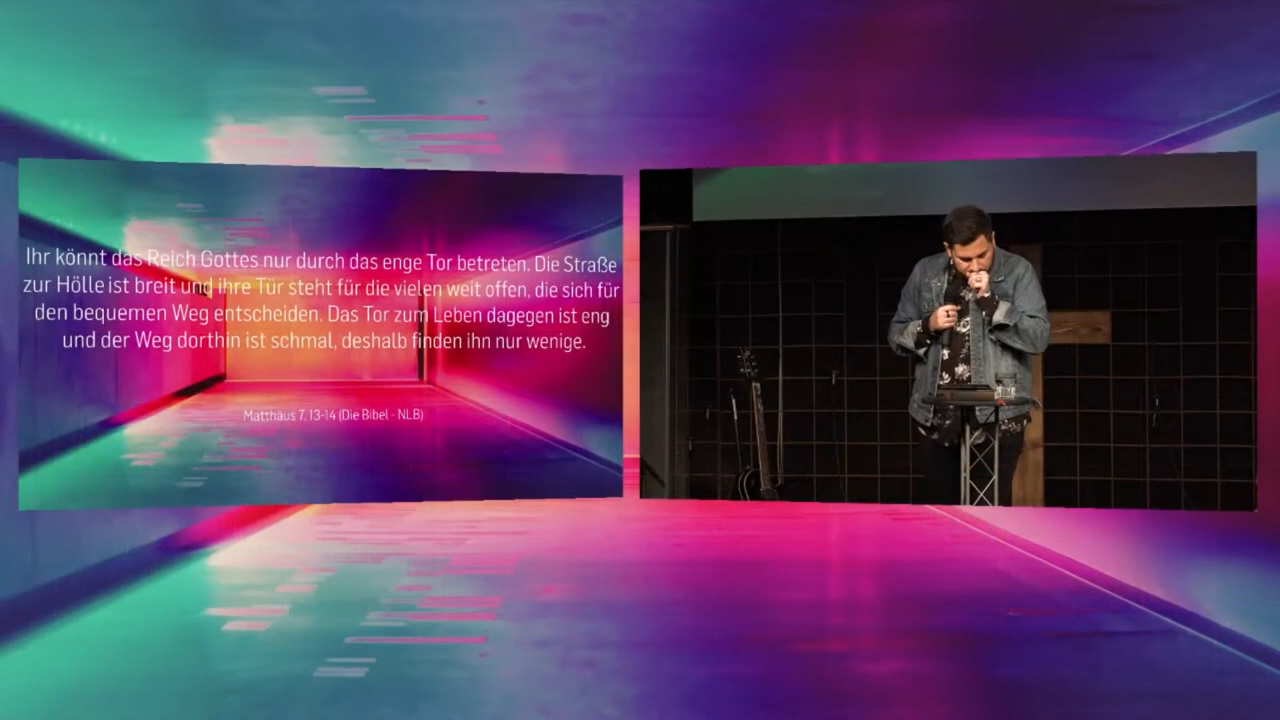 Ihr könnt das Reich Gottes nur durch das enge Tor betreten. Die Straße
zur Hölle ist breit und ihre Tür steht für die vielen weit offen, die sich für
den bequemen Weg entscheiden. Das Tor zum Leben dagegen ist eng
und der Weg dorthin ist schmal, deshalb finden ihn nur wenige.
Matthäus 7, 13-14 (Die Bibel - NLB)